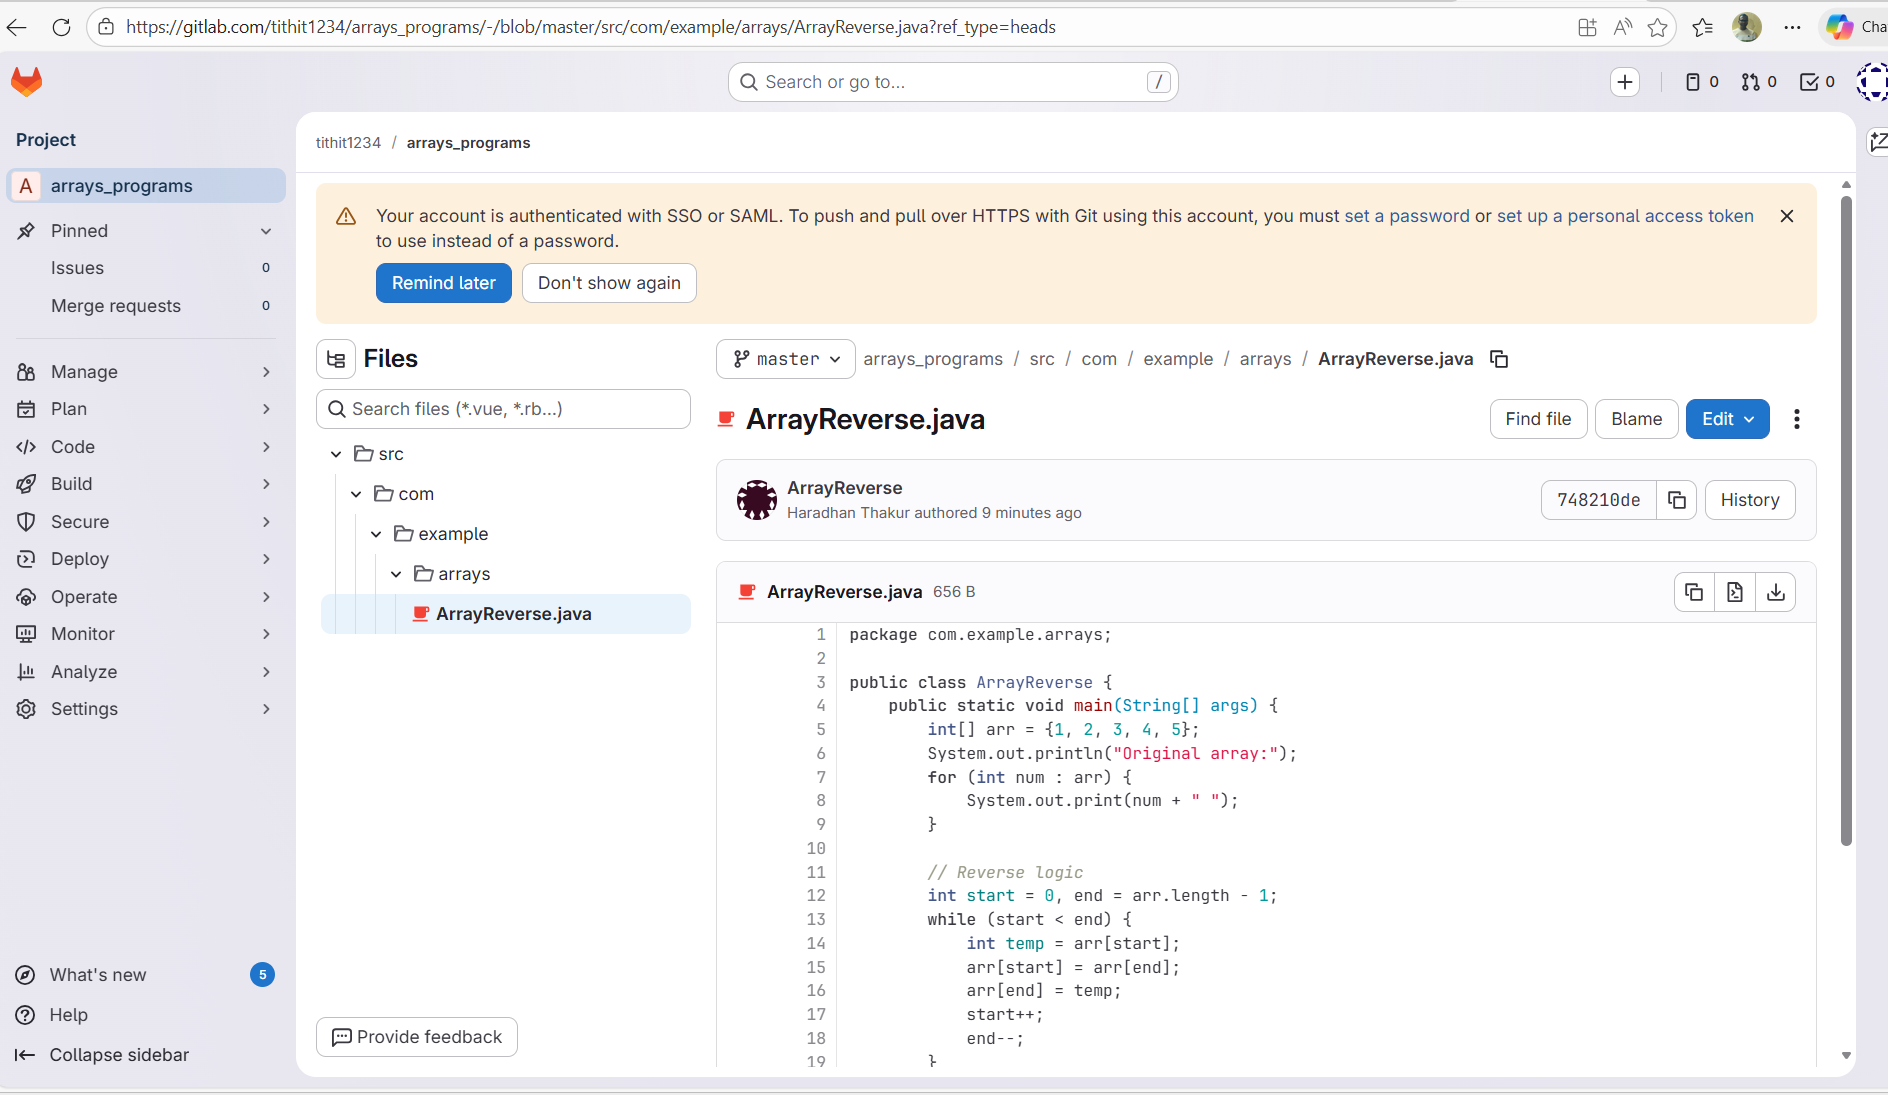 https://gitlab.com/tithit1234/arrays_programs/-/blob/master/src/com/example/arrays/ArrayReverse.java?ref_type=heads
Cha
Search or go to...
/
0
0
0
Project
A arrays_programs
Pinned
Issues 0
Merge requests 0
Manage
Plan
Code
Build
Secure
Deploy
Operate
Monitor
Analyze
Settings
What's new 5
Help
Collapse sidebar
tithit1234 / arrays_programs
Your account is authenticated with SSO or SAML. To push and pull over HTTPS with Git using this account, you must set a password or set up a personal access token
to use instead of a password.
Remind later
Don't show again
Files
Search files (*.vue, *.rb...)
src
com
example
arrays
ArrayReverse.java
Provide feedback
master
arrays_programs / src / com / example / arrays / ArrayReverse.java
ArrayReverse.java
Find file
Blame
Edit
ArrayReverse
Haradhan Thakur authored 9 minutes ago
748210de
History
ArrayReverse.java 656 B
1 package com.example.arrays;
2
3 public class ArrayReverse {
4     public static void main(String[] args) {
5         int[] arr = {1, 2, 3, 4, 5};
6         System.out.println("Original array:");
7         for (int num : arr) {
8             System.out.print(num + " ");
9         }
10
11         // Reverse logic
12         int start = 0, end = arr.length - 1;
13         while (start < end) {
14             int temp = arr[start];
15             arr[start] = arr[end];
16             arr[end] = temp;
17             start++;
18             end--;
19         }